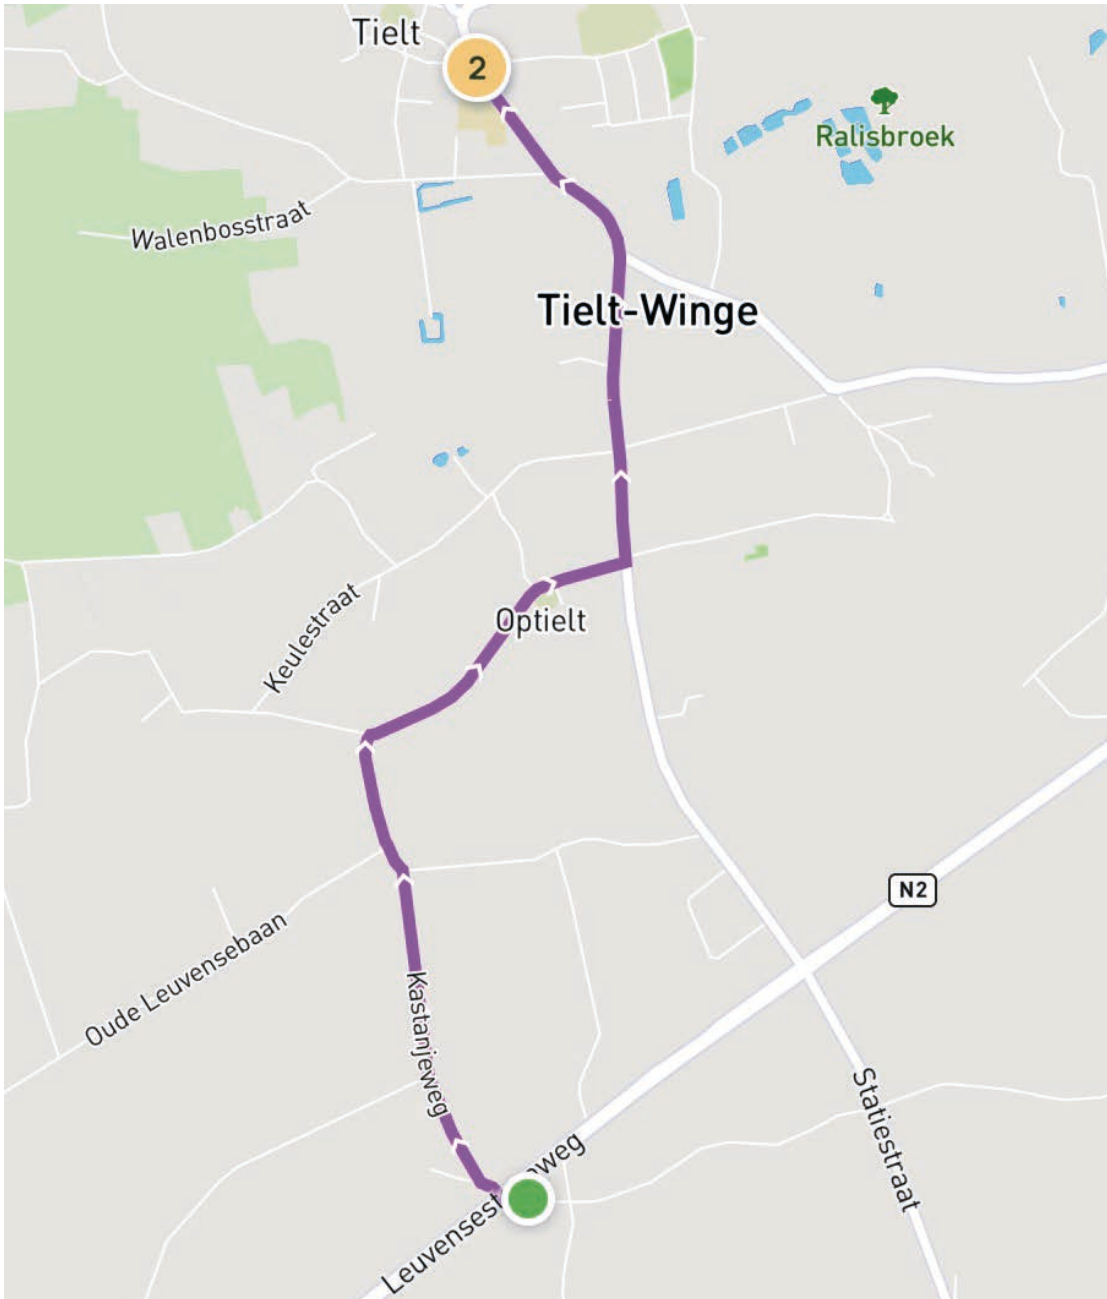 Tielt
2
Ralisbroek
Walenbosstraat
Tielt-Winge
Keulestraat
Optielt
N2
Oude Leuvensebaan
Kastanjeweg
Statiestraat